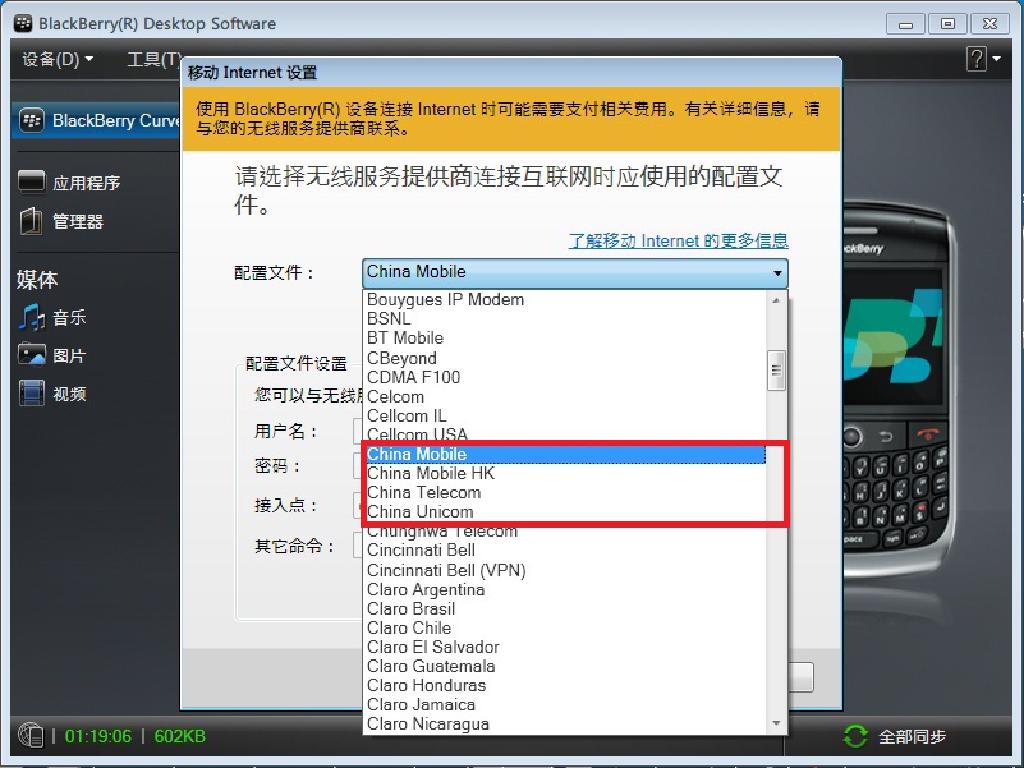 BlackBerry(R) Desktop Software
设备(D)
工具(T)
?
移动 Internet 设置
BlackBerry Curve
使用 BlackBerry(R) 设备连接 Internet 时可能需要支付相关费用。有关详细信息，请
与您的无线服务提供商联系。
请选择无线服务提供商连接互联网时应使用的配置文
件。
应用程序
管理器
了解移动 Internet 的更多信息
配置文件：
China Mobile
媒体
音乐
图片
视频
配置文件设置
您可以与无线
用户名：
密码：
接入点：
其它命令：
Bouygues IP Modem
BSNL
BT Mobile
CBeyond
CDMA F100
Celcom
Cellcom IL
Cellcom USA
China Mobile
China Mobile HK
China Telecom
China Unicom
Chunghwa Telecom
Cincinnati Bell
Cincinnati Bell (VPN)
Claro Argentina
Claro Brasil
Claro Chile
Claro El Salvador
Claro Guatemala
Claro Honduras
Claro Jamaica
Claro Nicaragua
ckBerry
01:19:06 | 602KB
全部同步